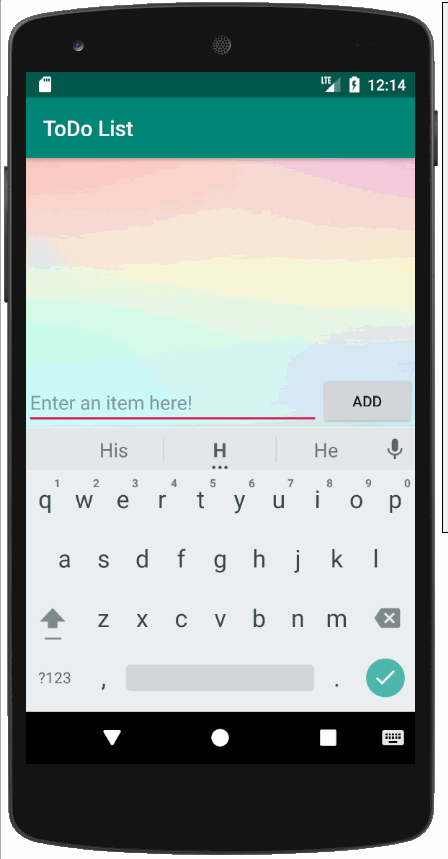 LTE 12:14
ToDo List
Enter an item here! ADD
His H He
1 2 3 4 5 6 7 8 9 0
q w e r t y u i o p
a s d f g h j k l
z x c v b n m
?123 , .